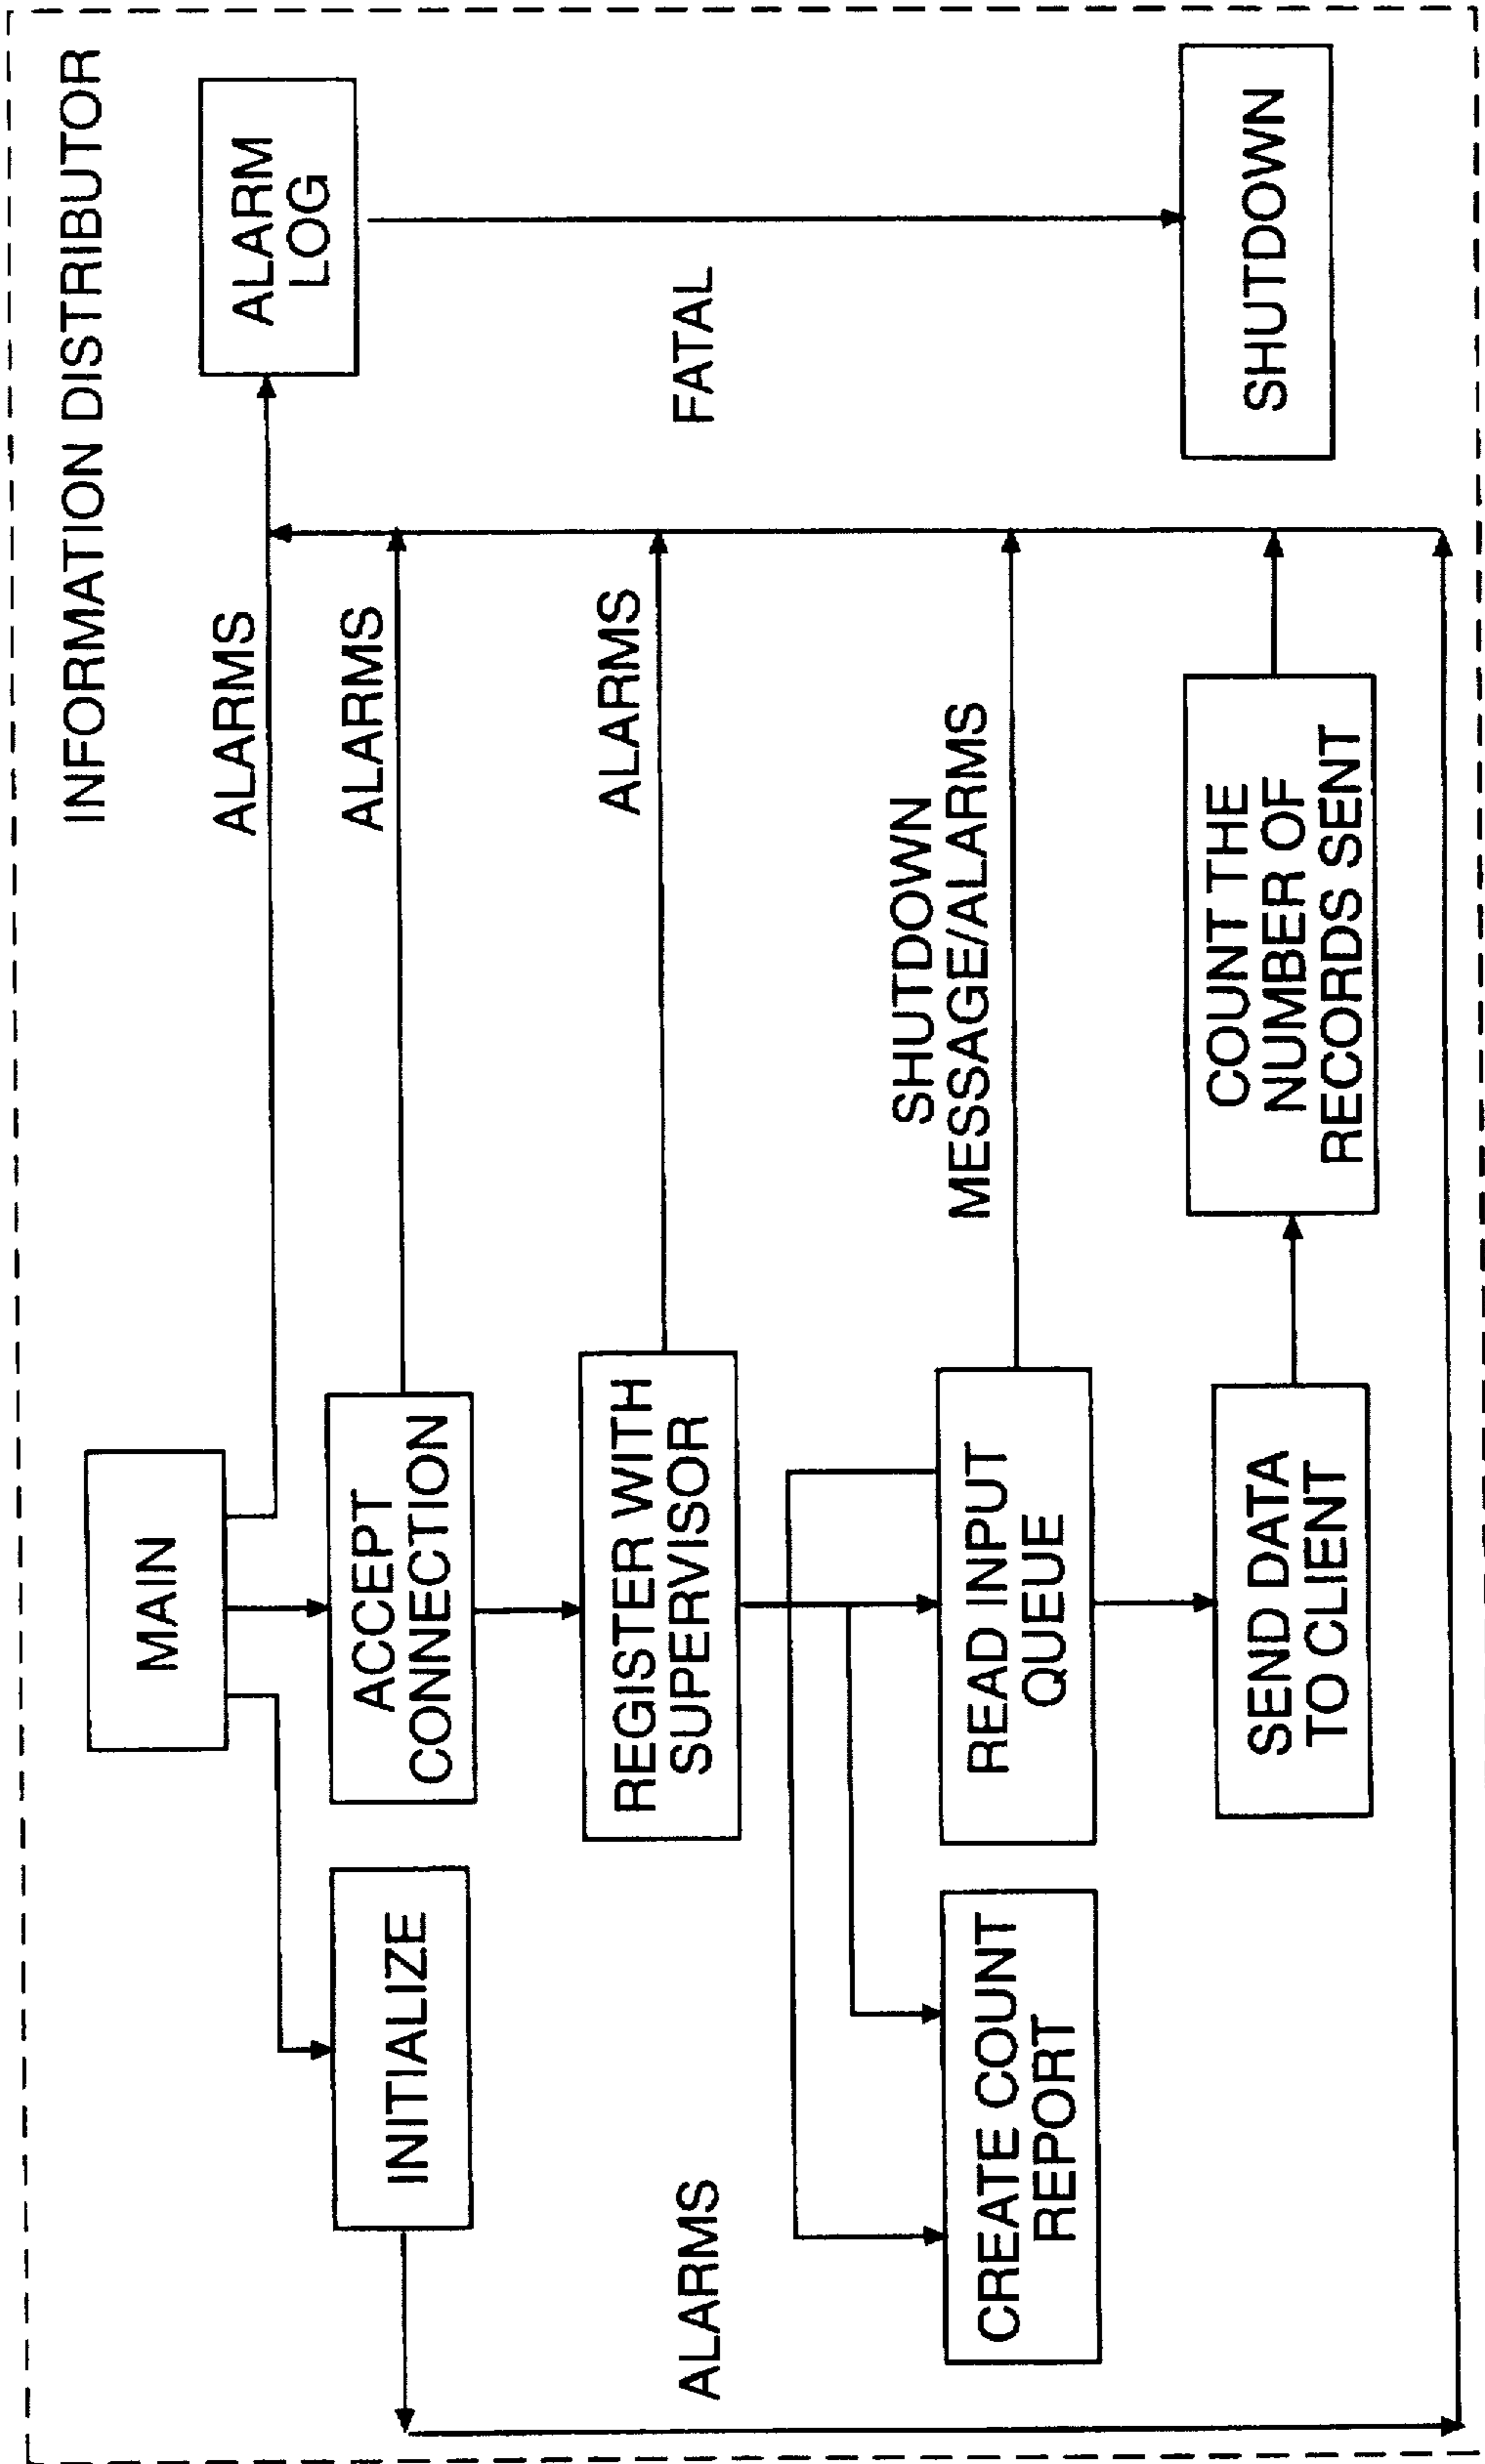 INFORMATION DISTRIBUTOR
MAIN
ALARMS
ALARM
LOG
INITIALIZE
ACCEPT
CONNECTION
ALARMS
REGISTER WITH
SUPERVISOR
ALARMS
ALARMS
FATAL
CREATE COUNT
REPORT
READ INPUT
QUEUE
SHUTDOWN
MESSAGE/ALARMS
SEND DATA
TO CLIENT
COUNT THE
NUMBER OF
RECORDS SENT
SHUTDOWN